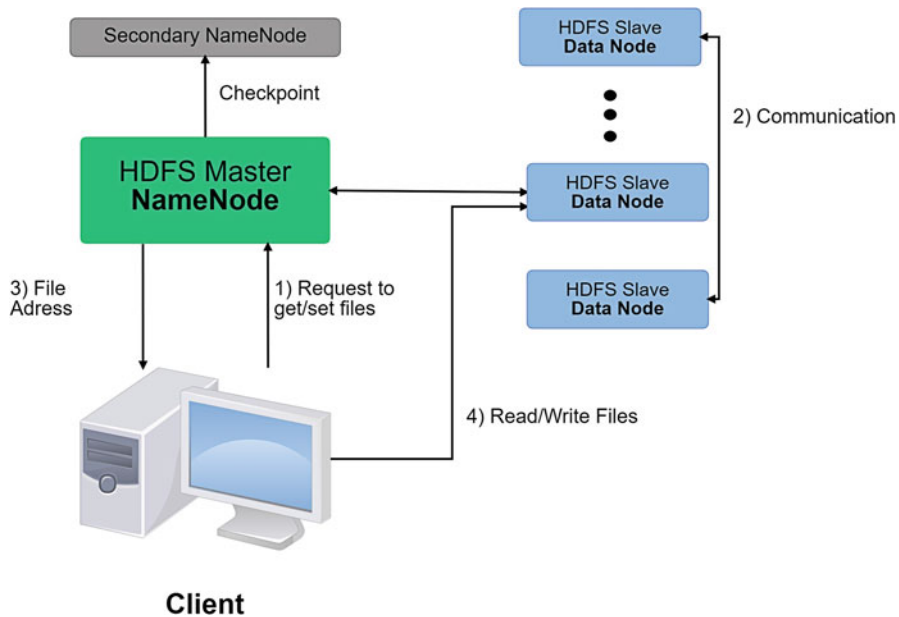 Secondary NameNode
Checkpoint
HDFS Master
NameNode
3) File
Adress
1) Request to
get/set files
HDFS Slave
Data Node
2) Communication
HDFS Slave
Data Node
HDFS Slave
Data Node
4) Read/Write Files
Client